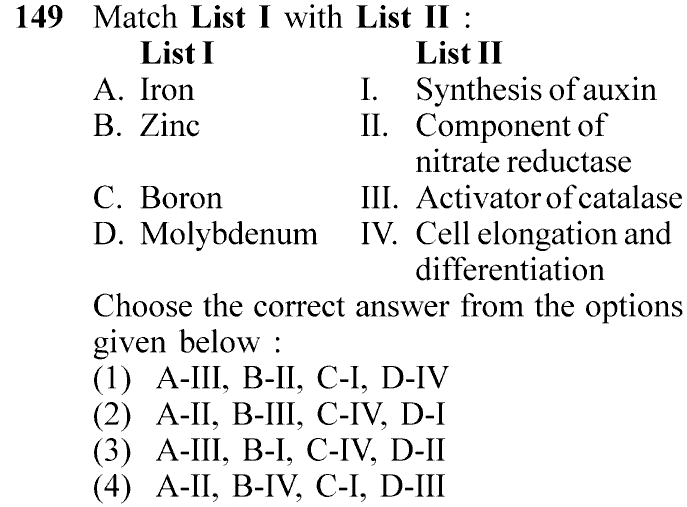 149 Match List I with List II :
List I List II
A. Iron I. Synthesis of auxin
B. Zinc II. Component of
nitrate reductase
C. Boron III. Activator of catalase
D. Molybdenum IV. Cell elongation and
differentiation
Choose the correct answer from the options
given below :
(1) A-III, B-II, C-I, D-IV
(2) A-II, B-III, C-IV, D-I
(3) A-III, B-I, C-IV, D-II
(4) A-II, B-IV, C-I, D-III